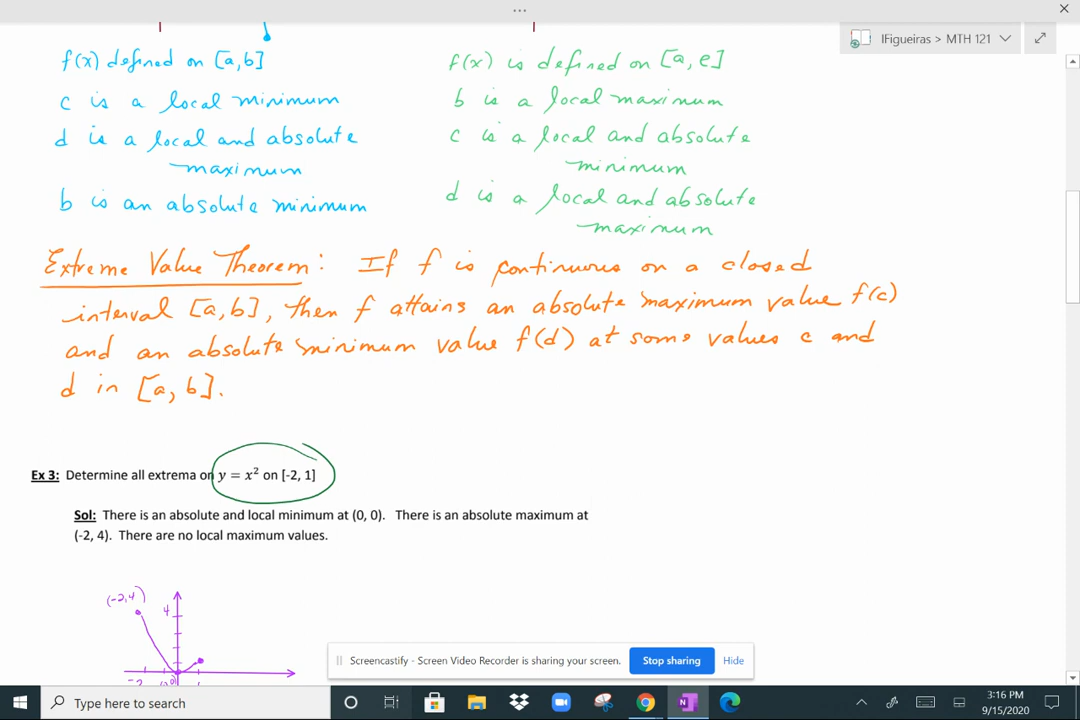 IFigueiras > MTH 121
f(x) defined on [a,b]
c is a local minimum
d is a local and absolute
maximum
b is an absolute minimum
f(x) is defined on [a,e]
b is a local maximum
c is a local and absolute
minimum
d is a local and absolute
maximum
Extreme Value Theorem: If f is continuous on a closed
interval [a,b], then f attains an absolute maximum value f(c)
and an absolute minimum value f(d) at some values c and
d in [a,b].
Ex 3: Determine all extrema on y = x² on [-2, 1]
Sol: There is an absolute and local minimum at (0, 0). There is an absolute maximum at
(-2, 4). There are no local maximum values.
(-2,4)
4
-2
Screencastify - Screen Video Recorder is sharing your screen.
Stop sharing
Hide
Type here to search
3:16 PM
9/15/2020